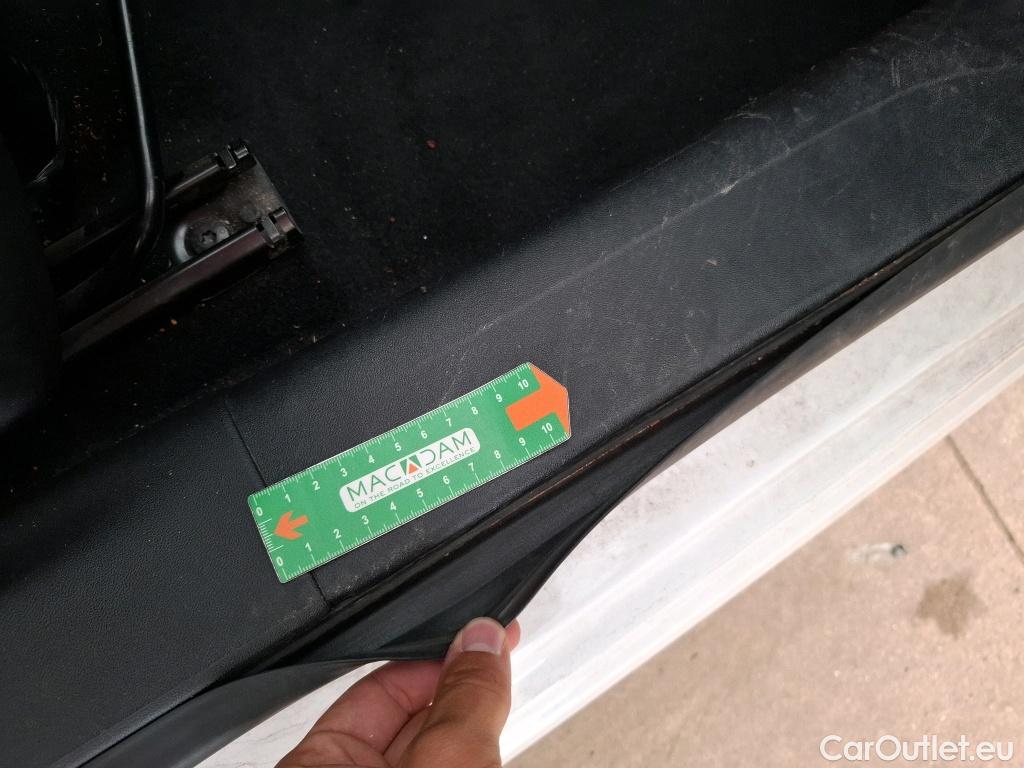 0 1 2 3 4 5 6 7 8 9 10
MACADAM
ON THE ROAD TO EXCELLENCE
0 1 2 3 4 5 6 7 8 9 10
CarOutlet.eu